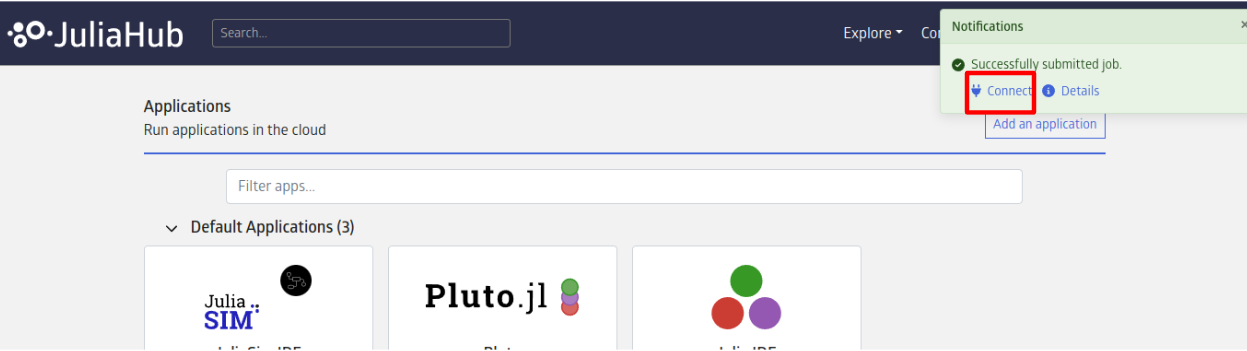 JuliaHub
Search...
Explore
Notifications
Successfully submitted job.
Connect
Details
Applications
Run applications in the cloud
Add an application
Filter apps...
Default Applications (3)
Julia
SIM
Pluto.jl